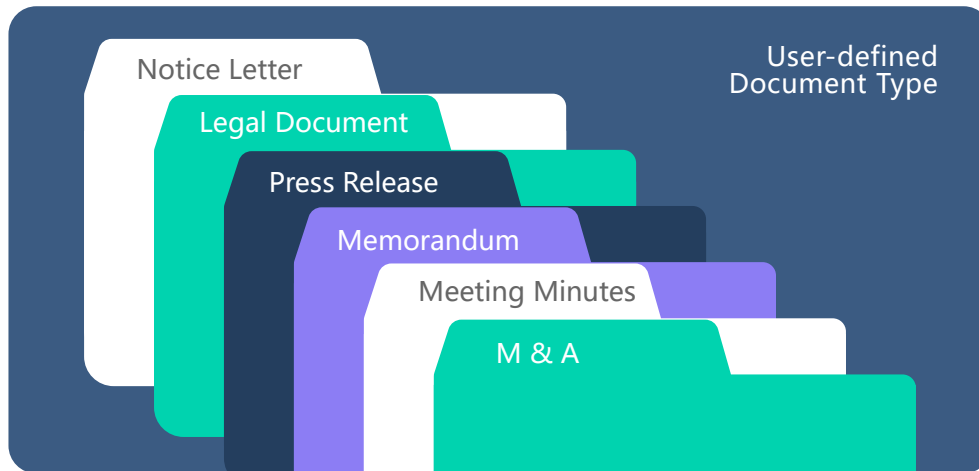 User-defined
Document Type
Notice Letter
Legal Document
Press Release
Memorandum
Meeting Minutes
M & A